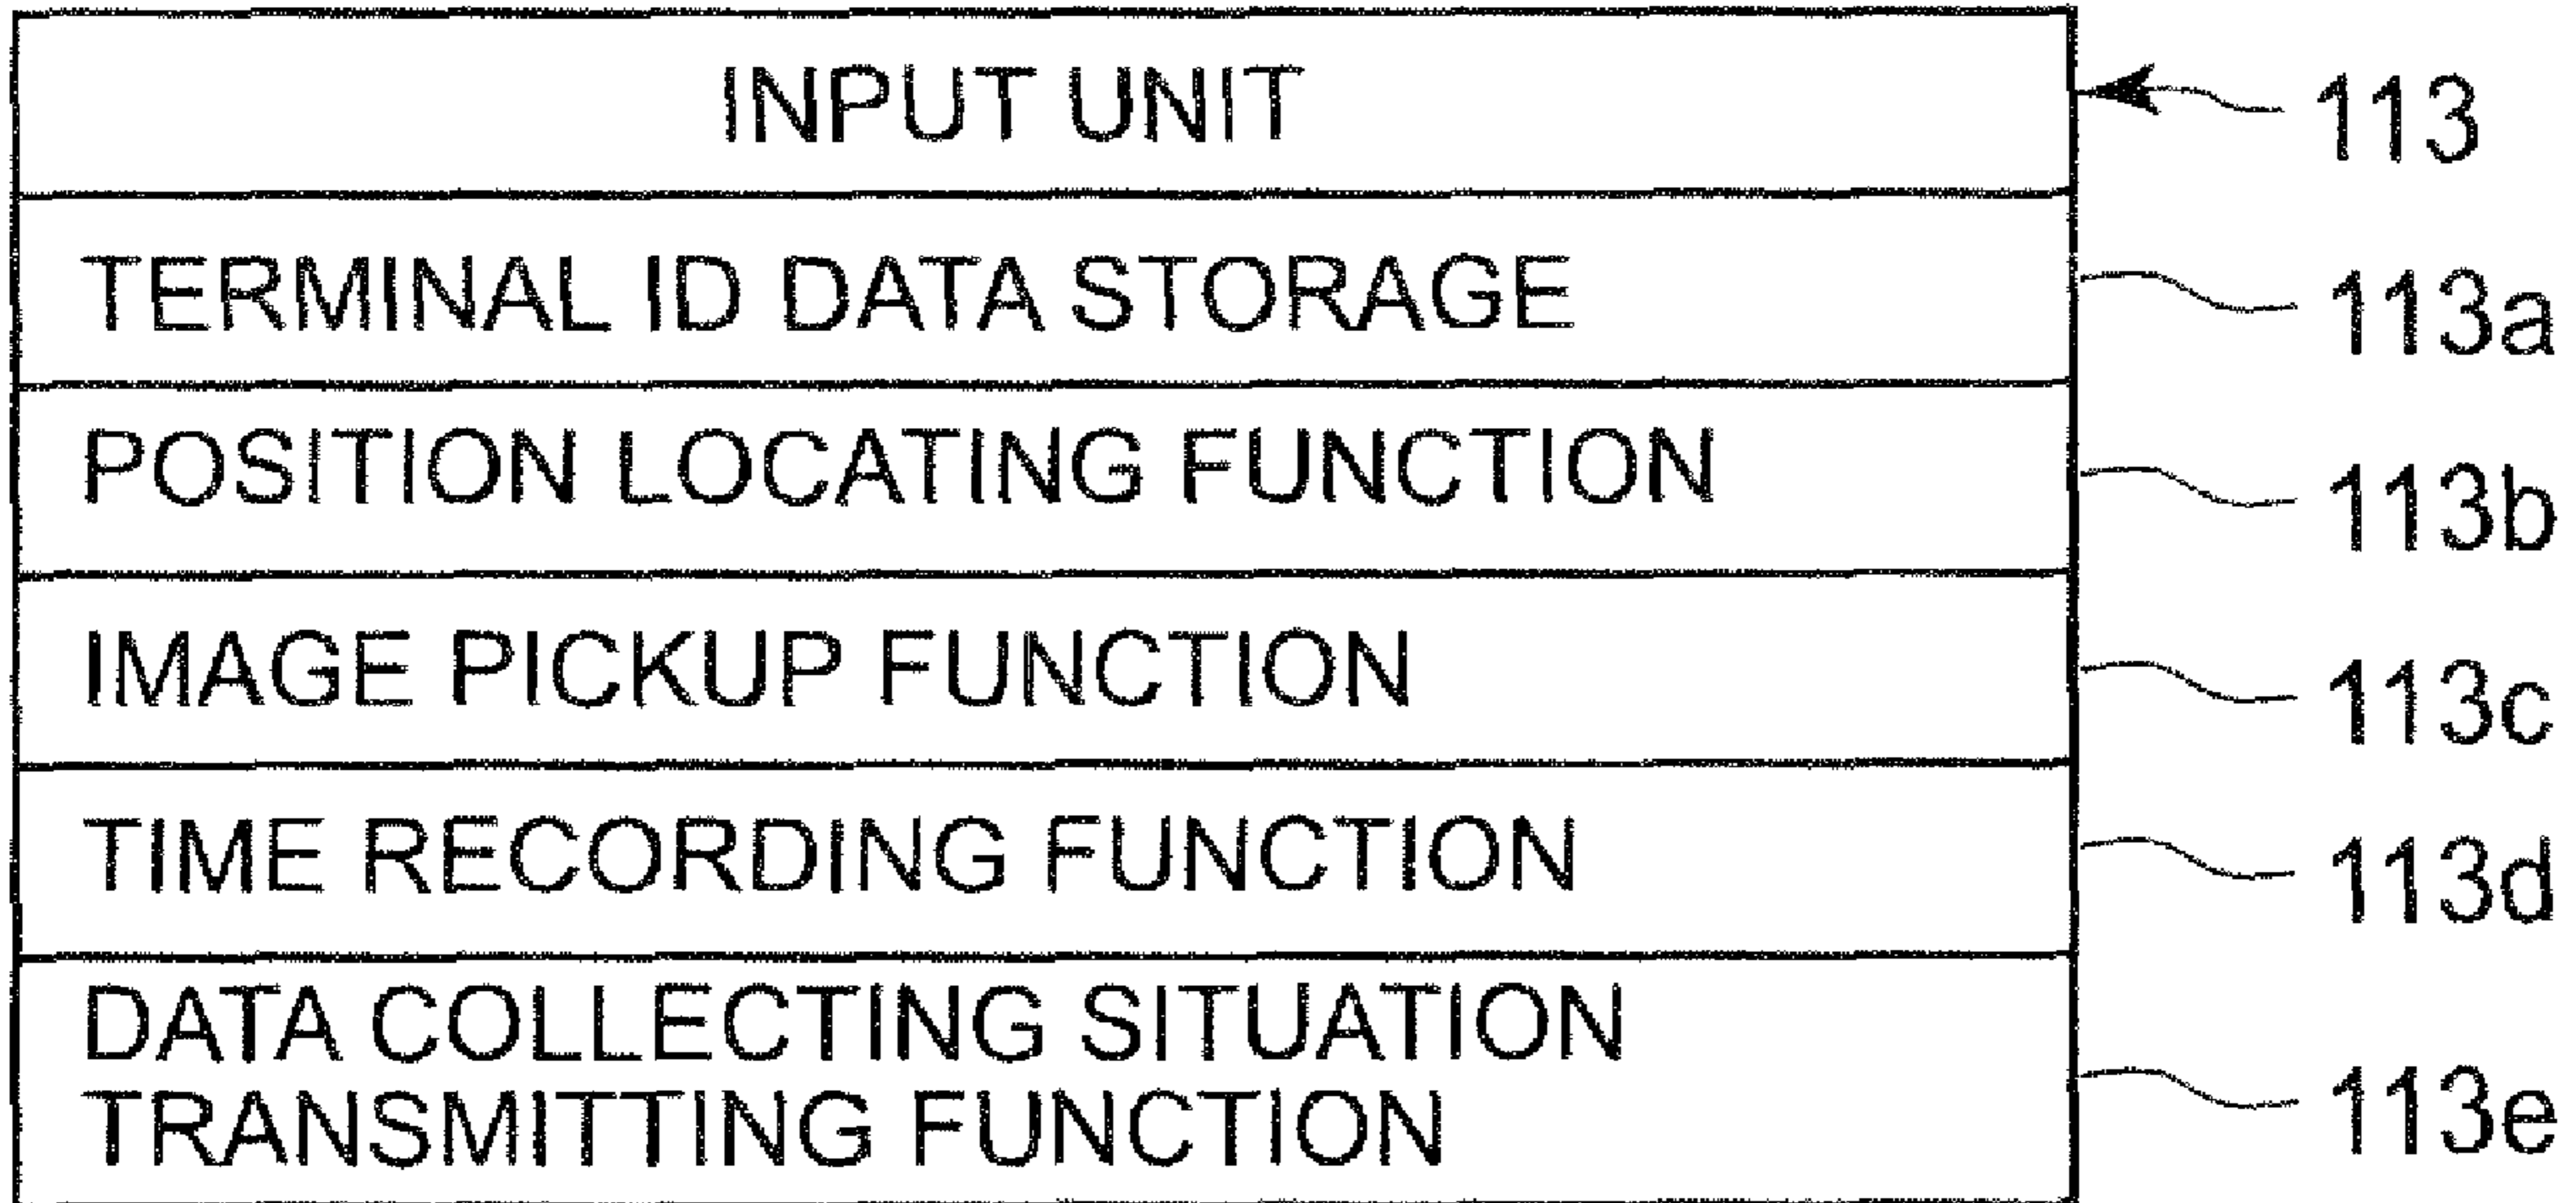 INPUT UNIT 113
TERMINAL ID DATA STORAGE 113a
POSITION LOCATING FUNCTION 113b
IMAGE PICKUP FUNCTION 113c
TIME RECORDING FUNCTION 113d
DATA COLLECTING SITUATION
TRANSMITTING FUNCTION 113e